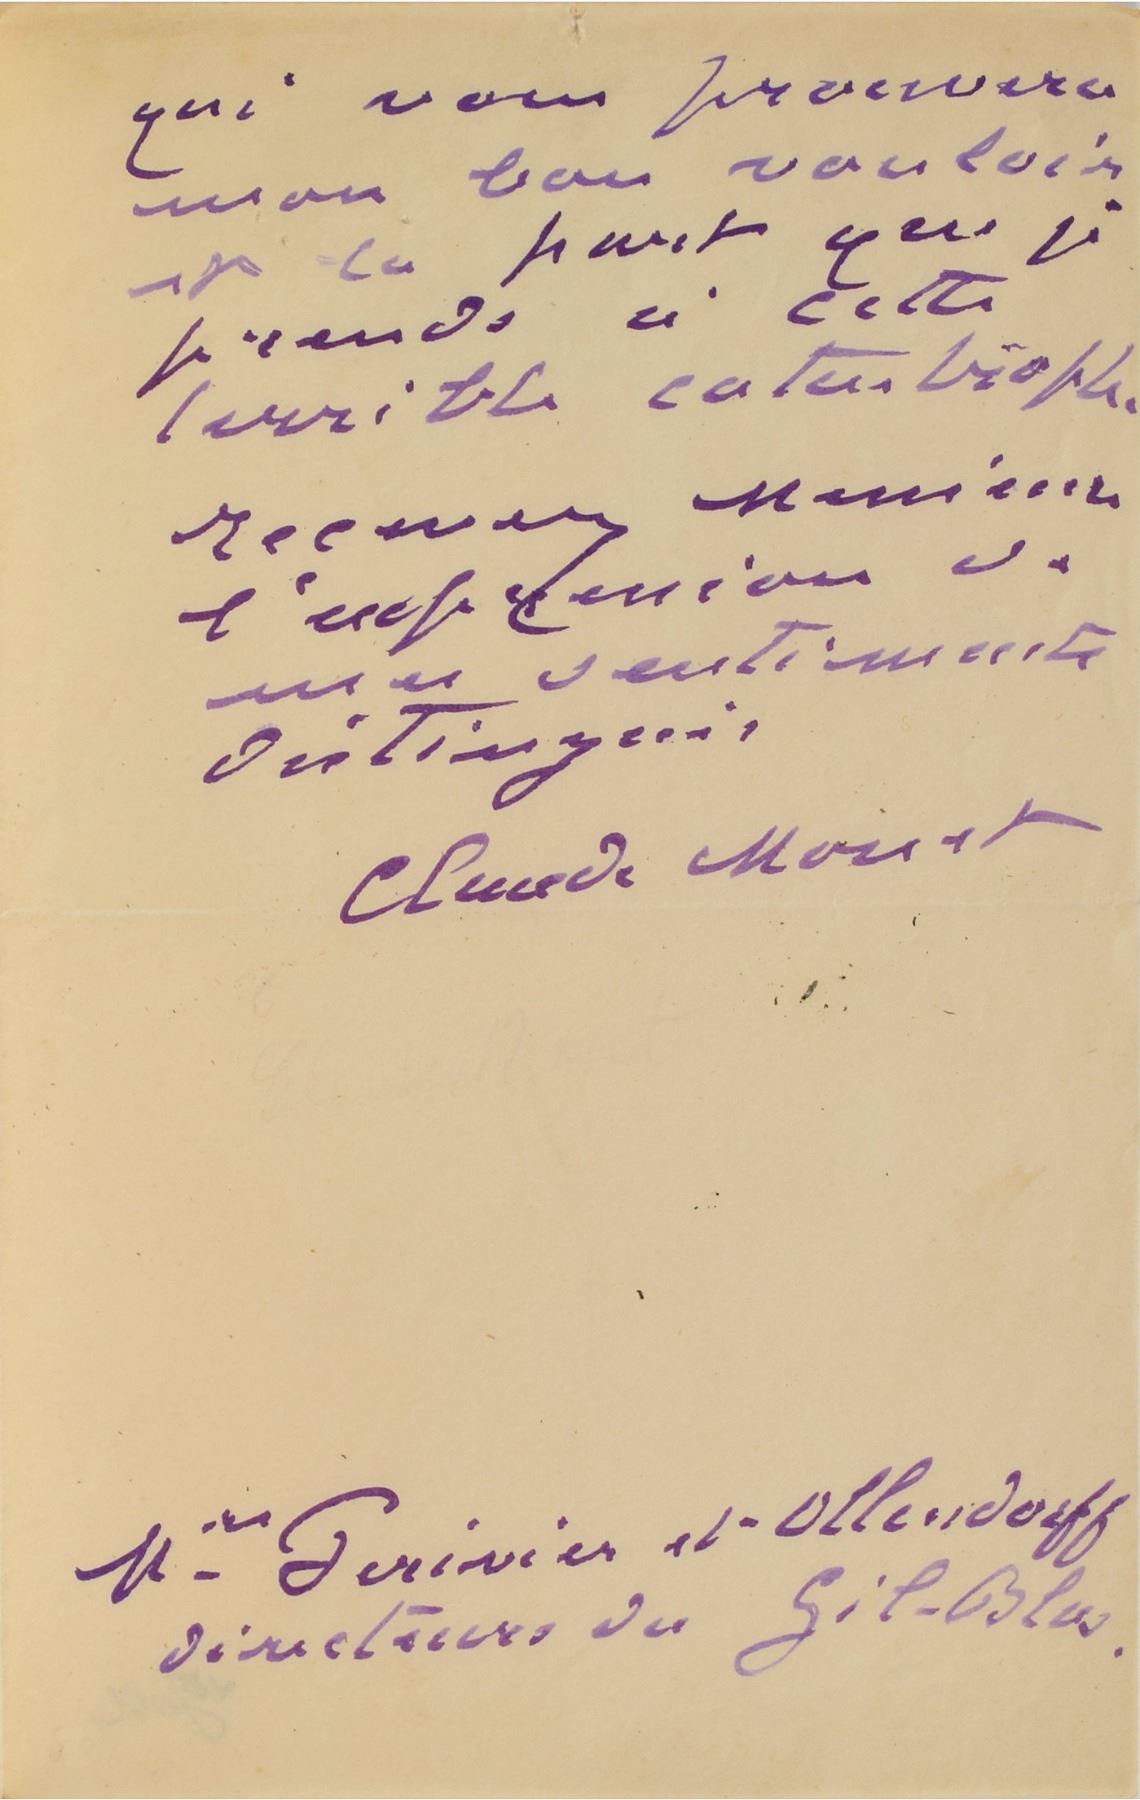 qui vous prouvera
mon bon vouloir
et la part que je
prends à cette
terrible catastrophe.
Recevez Messieurs
l'expression de
mes sentiments
distingués
Claude Monet
Mrs Périvier et Ollendorff
directeurs du Gil-Blas.